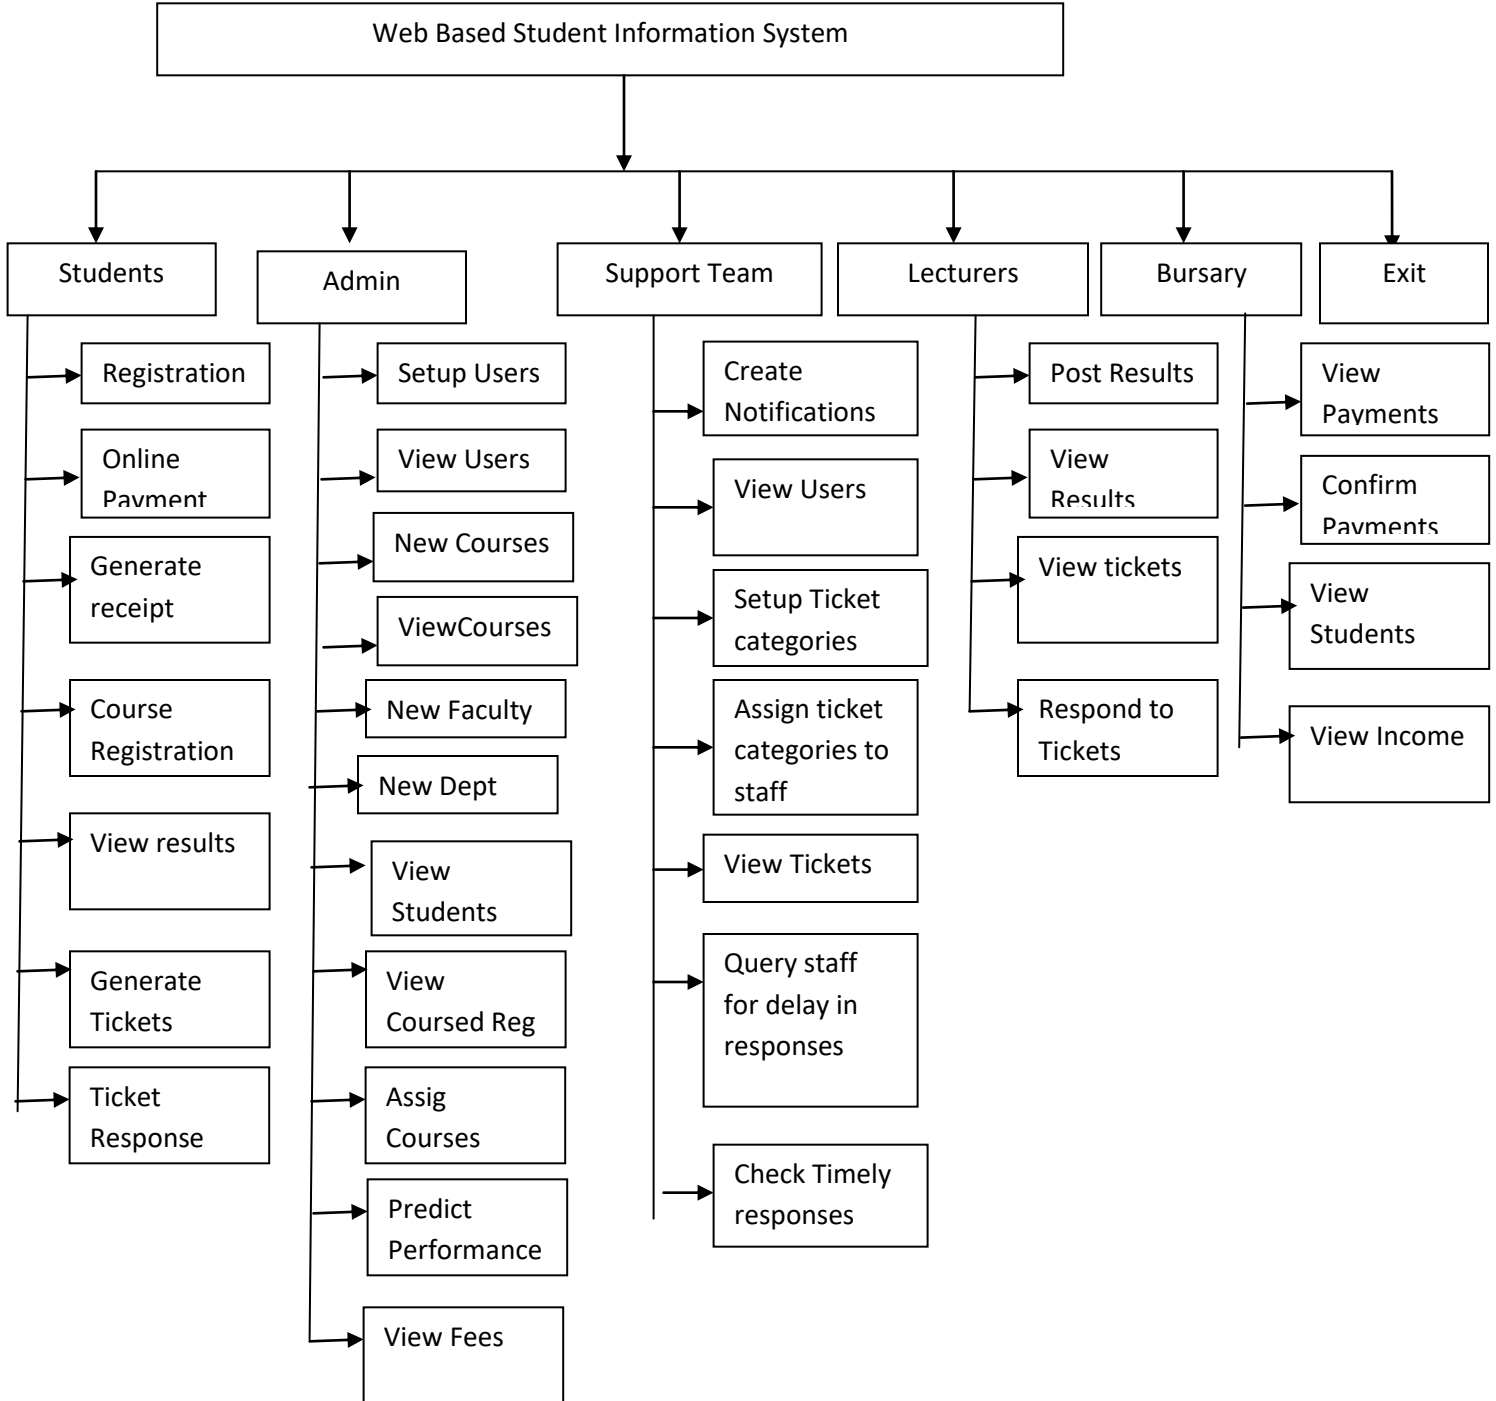 Web Based Student Information System
Students
Admin
Support Team
Lecturers
Bursary
Exit
Registration
Online
Payment
Generate
receipt
Course
Registration
View results
Generate
Tickets
Ticket
Response
Setup Users
View Users
New Courses
ViewCourses
New Faculty
New Dept
View
Students
View
Coursed Reg
Assig
Courses
Predict
Performance
View Fees
Create
Notifications
View Users
Setup Ticket
categories
Assign ticket
categories to
staff
View Tickets
Query staff
for delay in
responses
Check Timely
responses
Post Results
View
Results
View tickets
Respond to
Tickets
View
Payments
Confirm
Payments
View
Students
View Income